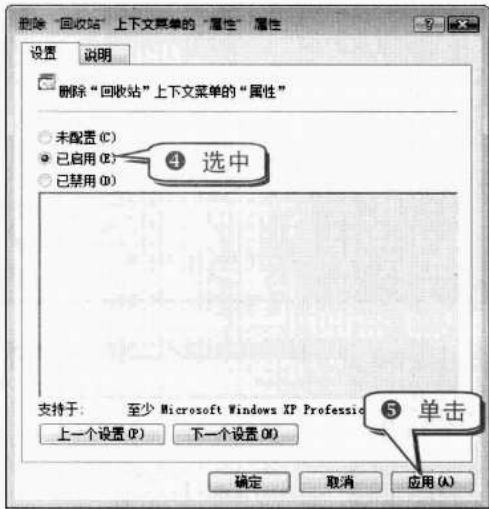 删除“回收站”上下文菜单的“属性” 属性
设置 说明
删除“回收站”上下文菜单的“属性”
未配置(C)
已启用(E)
❹ 选中
已禁用(D)
支持于: 至少 Microsoft Windows XP Professio
❺ 单击
上一个设置(P) 下一个设置(N)
确定 取消 应用(A)